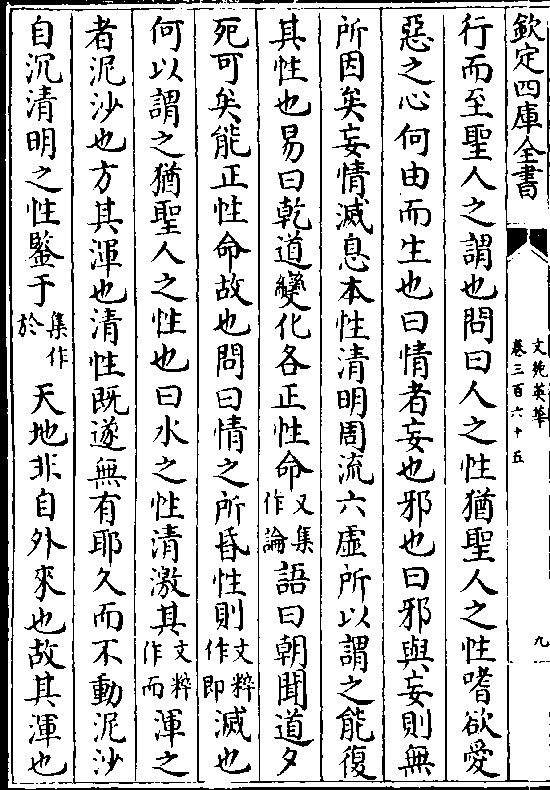 欽定四庫全書
文苑英華
卷三百六十五
九
行而至聖人之謂也問曰人之性猶聖人之性嗜欲愛
惡之心何由而生也曰情者妄也邪也曰邪與妄則無
所因矣妄情滅息本性清明周流六虛所以謂之能復
其性也易曰乾道變化各正性命又集作論語曰朝聞道夕
死可矣能正性命故也問曰情之所昏性則文粹作即滅也
何以謂之猶聖人之性也曰水之性清澈其文粹作而渾之
者泥沙也方其渾也清性既遂無有耶久而不動泥沙
自沉清明之性鑒于集作於天地非自外來也故其渾也